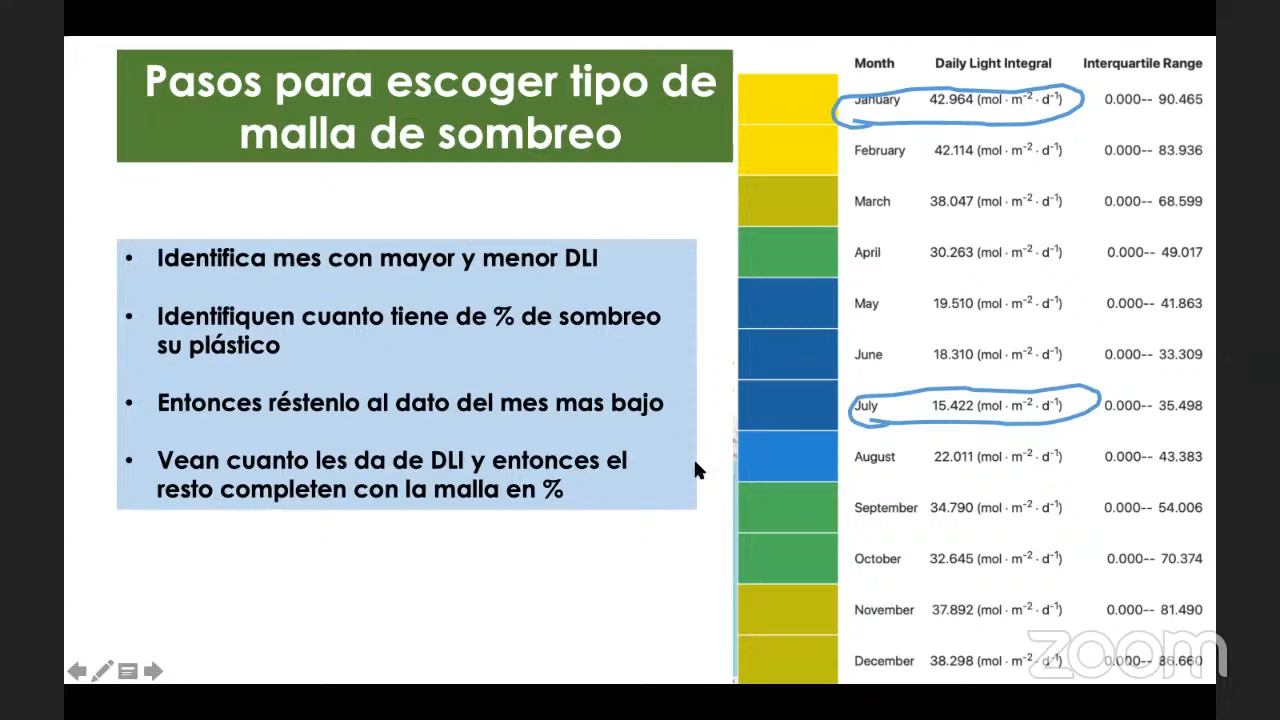 Pasos para escoger tipo de
malla de sombreo
• Identifica mes con mayor y menor DLI
• Identifiquen cuanto tiene de % de sombreo
su plástico
• Entonces réstenlo al dato del mes mas bajo
• Vean cuanto les da de DLI y entonces el
resto completen con la malla en %
Month Daily Light Integral Interquartile Range
January 42.964 (mol · m⁻² · d⁻¹) 0.000-- 90.465
February 42.114 (mol · m⁻² · d⁻¹) 0.000-- 83.936
March 38.047 (mol · m⁻² · d⁻¹) 0.000-- 68.599
April 30.263 (mol · m⁻² · d⁻¹) 0.000-- 49.017
May 19.510 (mol · m⁻² · d⁻¹) 0.000-- 41.863
June 18.310 (mol · m⁻² · d⁻¹) 0.000-- 33.309
July 15.422 (mol · m⁻² · d⁻¹) 0.000-- 35.498
August 22.011 (mol · m⁻² · d⁻¹) 0.000-- 43.383
September 34.790 (mol · m⁻² · d⁻¹) 0.000-- 54.006
October 32.645 (mol · m⁻² · d⁻¹) 0.000-- 70.374
November 37.892 (mol · m⁻² · d⁻¹) 0.000-- 81.490
December 38.298 (mol · m⁻² · d⁻¹) 0.000-- 86.660
zoom